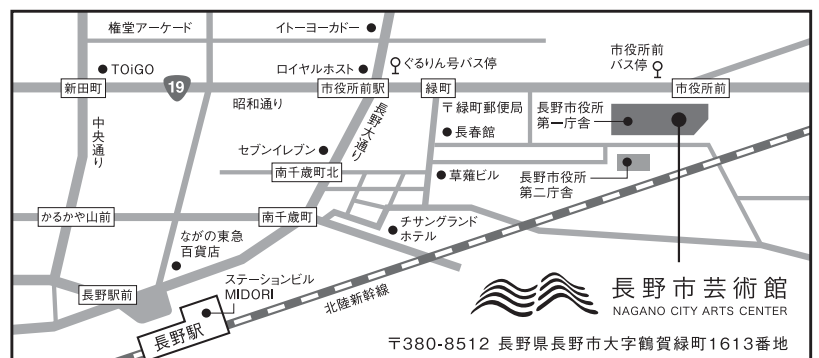 権堂アーケード
イトーヨーカドー
TOiGO
ロイヤルホスト
ぐるりん号バス停
市役所前
バス停
新田町
19
昭和通り
市役所前駅
緑町
市役所前
中央通り
長野大通り
〒緑町郵便局
長春館
長野市役所
第一庁舎
セブンイレブン
南千歳町北
草薙ビル
長野市役所
第二庁舎
かるかや山前
南千歳町
ながの東急
百貨店
チサングランド
ホテル
長野駅前
ステーションビル
MIDORI
長野駅
北陸新幹線
長野市芸術館
NAGANO CITY ARTS CENTER
〒380-8512 長野県長野市大字鶴賀緑町1613番地